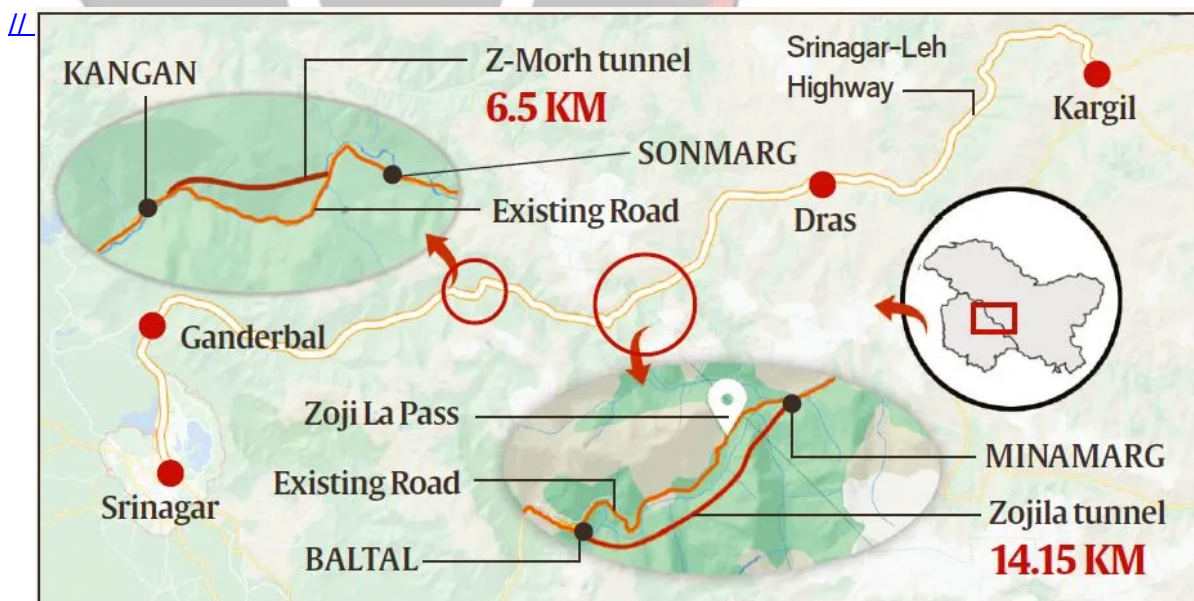 //
KANGAN
Z-Morh tunnel
6.5 KM
Srinagar-Leh
Highway
Kargil
SONMARG
Existing Road
Dras
Ganderbal
Zoji La Pass
MINAMARG
Existing Road
Srinagar
Zojila tunnel
14.15 KM
BALTAL